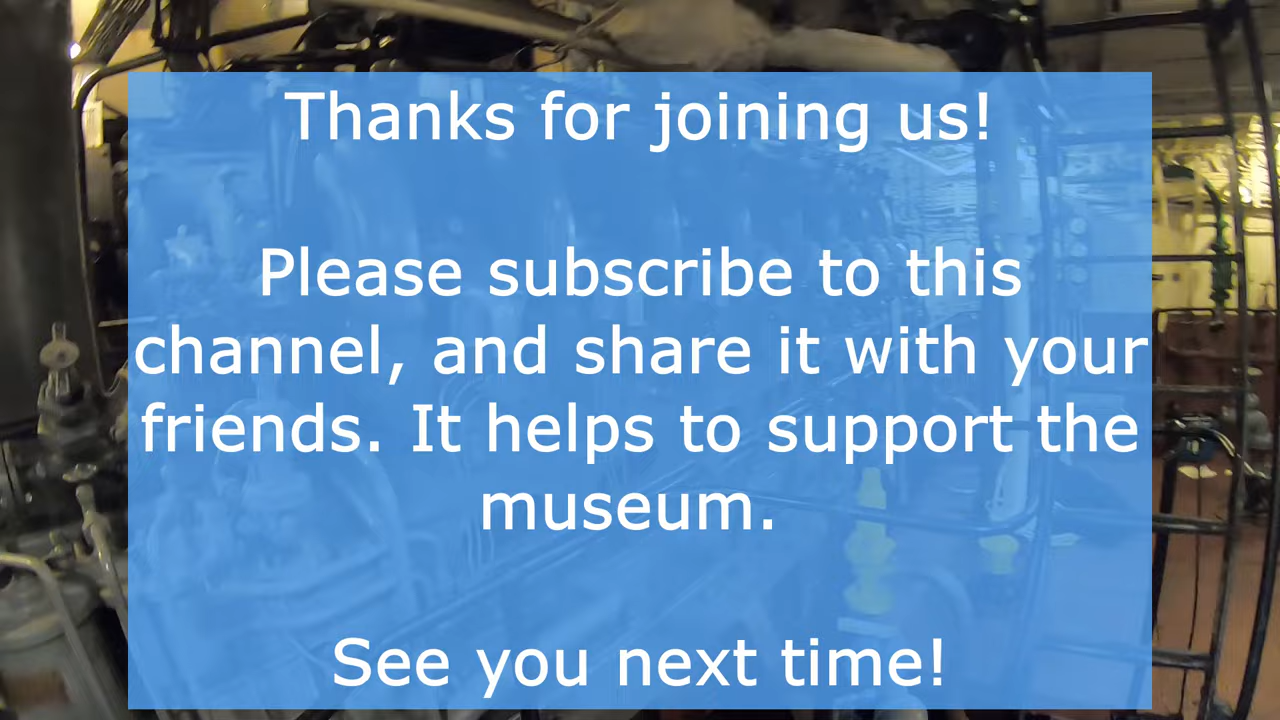 Thanks for joining us!
Please subscribe to this
channel, and share it with your
friends. It helps to support the
museum.
See you next time!